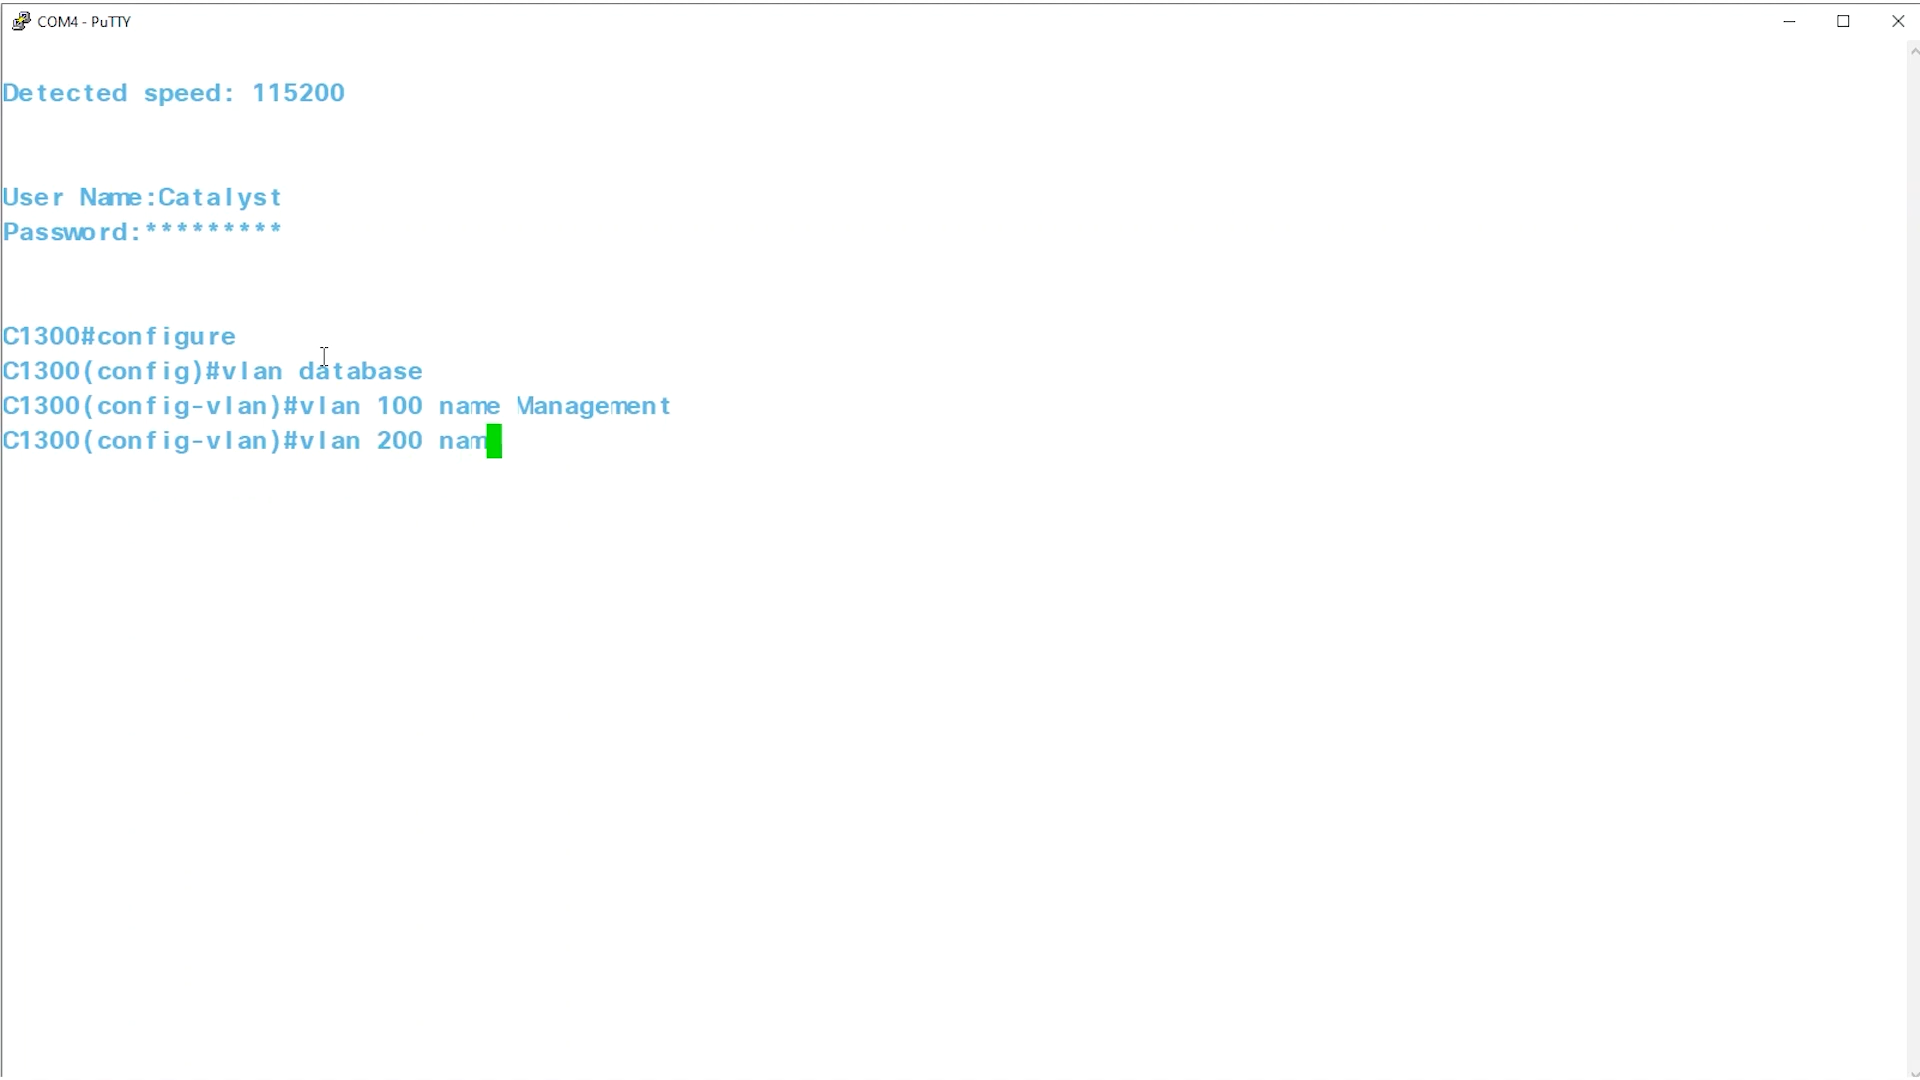 COM4 - PuTTY
Detected speed: 115200
User Name:Catalyst
Password:*********
C1300#configure
C1300(config)#vlan database
C1300(config-vlan)#vlan 100 name Management
C1300(config-vlan)#vlan 200 nam